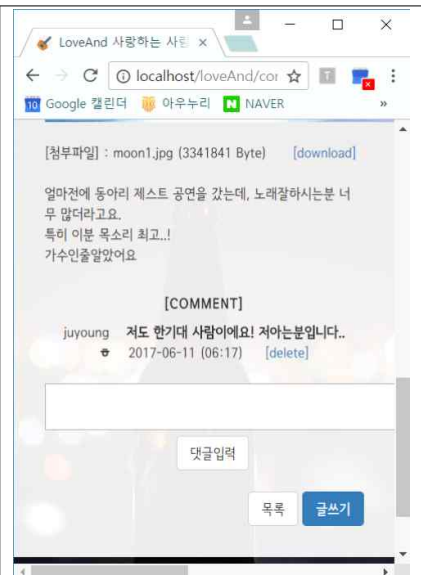 LoveAnd 사랑하는 사람
localhost/loveAnd/cor
Google 캘린더 아우누리 NAVER »
[첨부파일] : moon1.jpg (3341841 Byte) [download]
얼마전에 동아리 제스트 공연을 갔는데, 노래잘하시는분 너
무 많더라고요.
특히 이분 목소리 최고..!
가수인줄알았어요
[COMMENT]
juyoung 저도 한기대 사람이에요! 저아는분입니다..
ㅎ 2017-06-11 (06:17) [delete]
댓글입력
목록 글쓰기